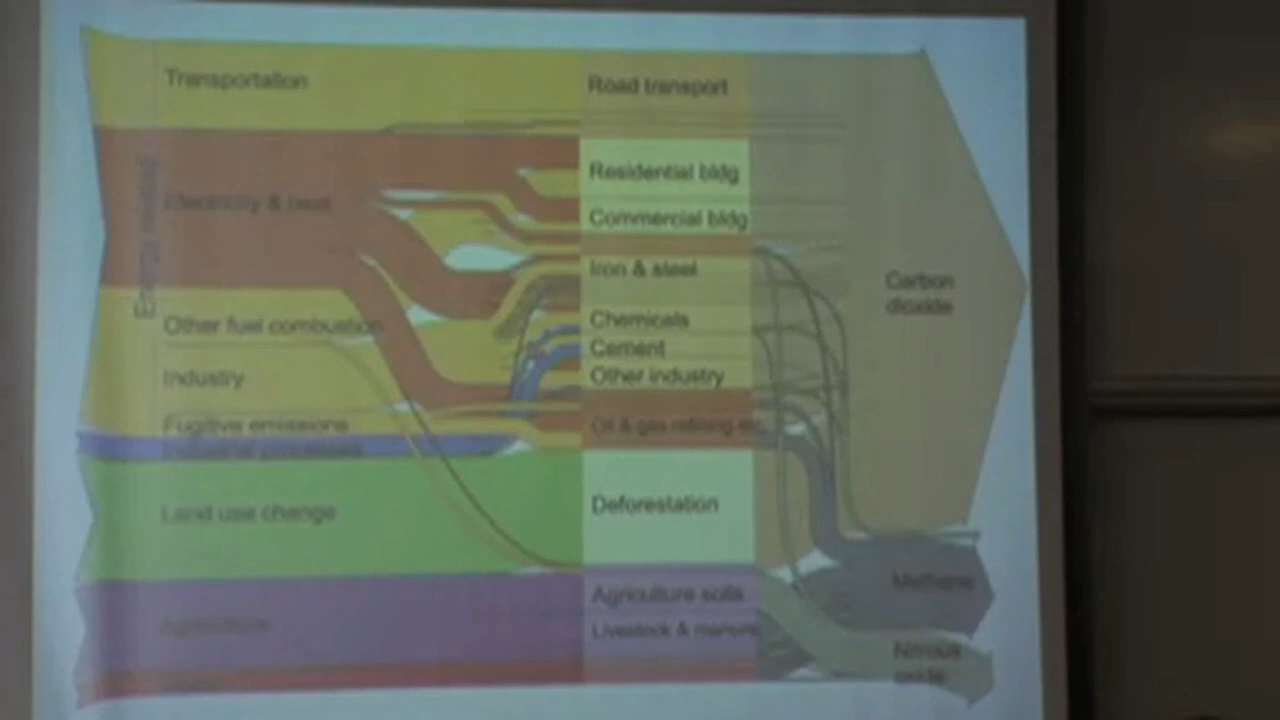 Transportation
Electricity & heat
Other fuel combustion
Industry
Fugitive emissions
Industrial processes
Land use change
Agriculture
Road transport
Residential bldg
Commercial bldg
Iron & steel
Chemicals
Cement
Other industry
Oil & gas refining
Deforestation
Agriculture soils
Livestock & manure
Carbon
dioxide
Methane
Nitrous
oxide